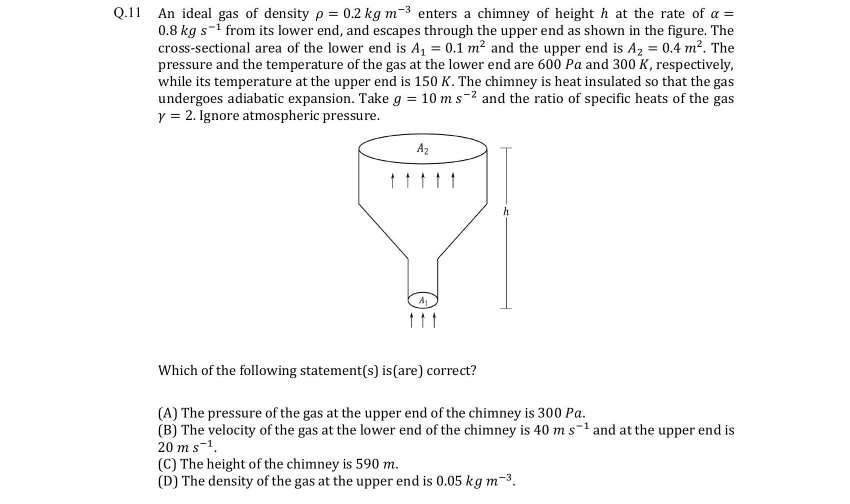 Q.11 An ideal gas of density ρ = 0.2 kg m⁻³ enters a chimney of height h at the rate of α =
0.8 kg s⁻¹ from its lower end, and escapes through the upper end as shown in the figure. The
cross-sectional area of the lower end is A₁ = 0.1 m² and the upper end is A₂ = 0.4 m². The
pressure and the temperature of the gas at the lower end are 600 Pa and 300 K, respectively,
while its temperature at the upper end is 150 K. The chimney is heat insulated so that the gas
undergoes adiabatic expansion. Take g = 10 m s⁻² and the ratio of specific heats of the gas
γ = 2. Ignore atmospheric pressure.
A₂
h
A₁
Which of the following statement(s) is(are) correct?
(A) The pressure of the gas at the upper end of the chimney is 300 Pa.
(B) The velocity of the gas at the lower end of the chimney is 40 m s⁻¹ and at the upper end is
20 m s⁻¹.
(C) The height of the chimney is 590 m.
(D) The density of the gas at the upper end is 0.05 kg m⁻³.